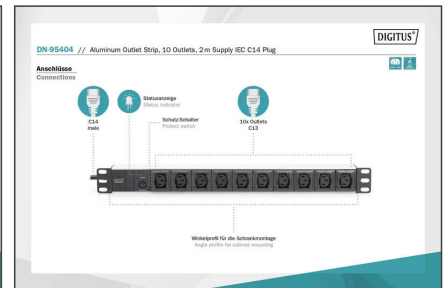 DIGITUS®
DN-95404 // Aluminum Outlet Strip, 10 Outlets, 2 m Supply IEC C14 Plug
Anschlüsse
Connections
C14
male
Statusanzeige
Status indicator
Schutz-Schalter
Protect switch
10x Outlets
C13
Winkelprofil für die Schrankmontage
Angle profile for cabinet mounting